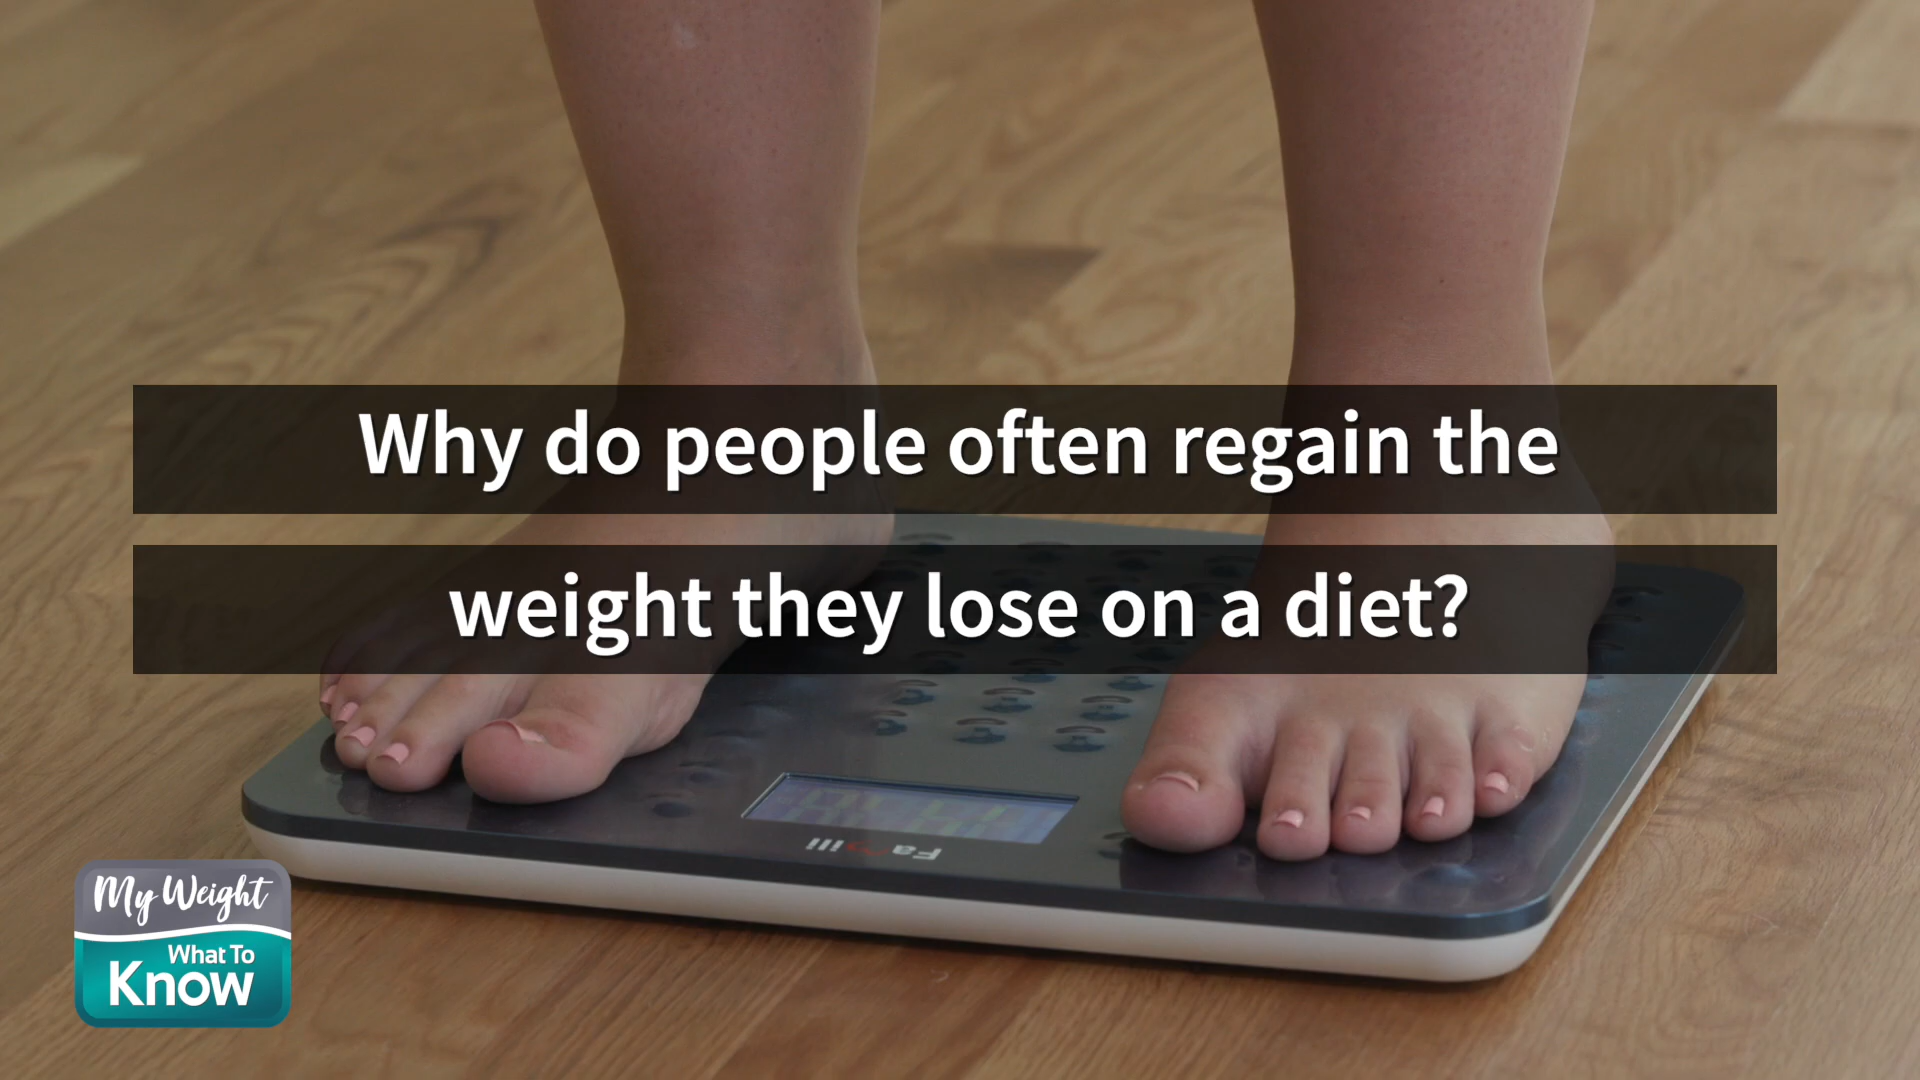 Why do people often regain the
weight they lose on a diet?
My Weight
What To
Know